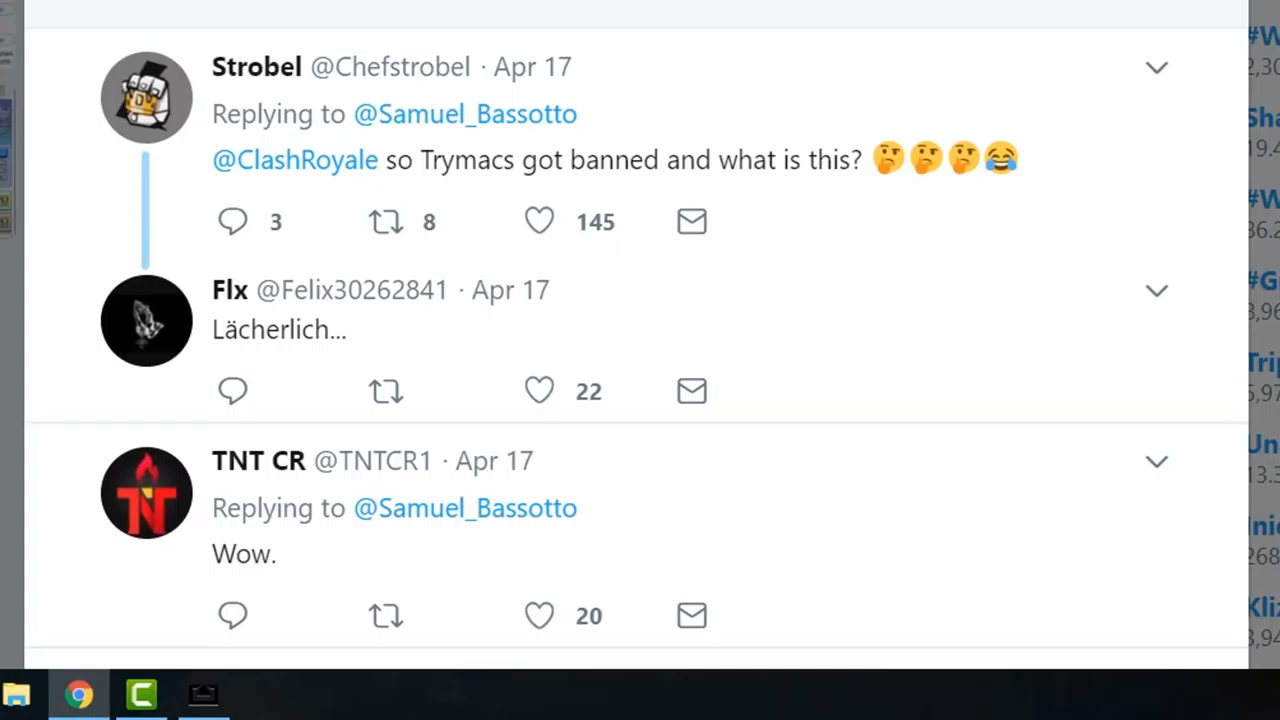 Strobel @Chefstrobel · Apr 17
Replying to @Samuel_Bassotto
@ClashRoyale so Trymacs got banned and what is this? 🤔🤔🤔😂
3 8 145
Flx @Felix30262841 · Apr 17
Lächerlich...
22
TNT CR @TNTCR1 · Apr 17
Replying to @Samuel_Bassotto
Wow.
20